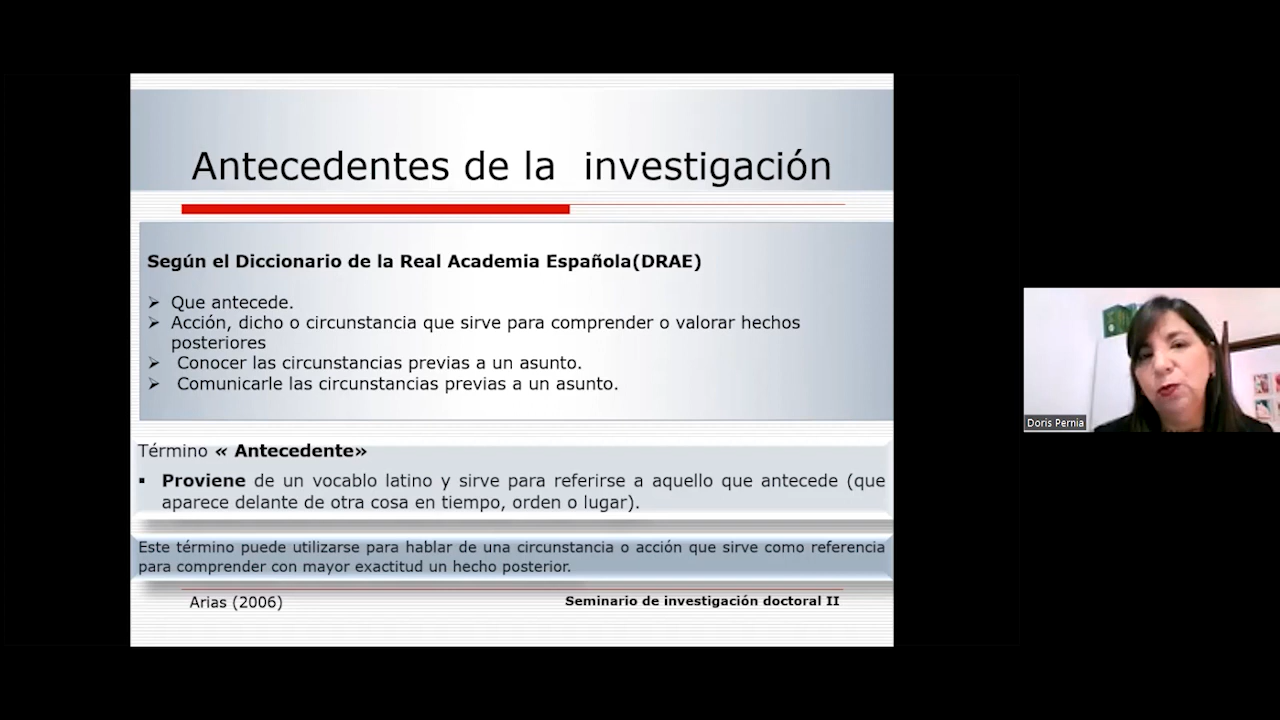 Antecedentes de la investigación
Según el Diccionario de la Real Academia Española(DRAE)
➢ Que antecede.
➢ Acción, dicho o circunstancia que sirve para comprender o valorar hechos
posteriores
➢ Conocer las circunstancias previas a un asunto.
➢ Comunicarle las circunstancias previas a un asunto.
Término « Antecedente»
▪ Proviene de un vocablo latino y sirve para referirse a aquello que antecede (que
aparece delante de otra cosa en tiempo, orden o lugar).
Este término puede utilizarse para hablar de una circunstancia o acción que sirve como referencia
para comprender con mayor exactitud un hecho posterior.
Arias (2006)
Seminario de investigación doctoral II
Doris Pernia